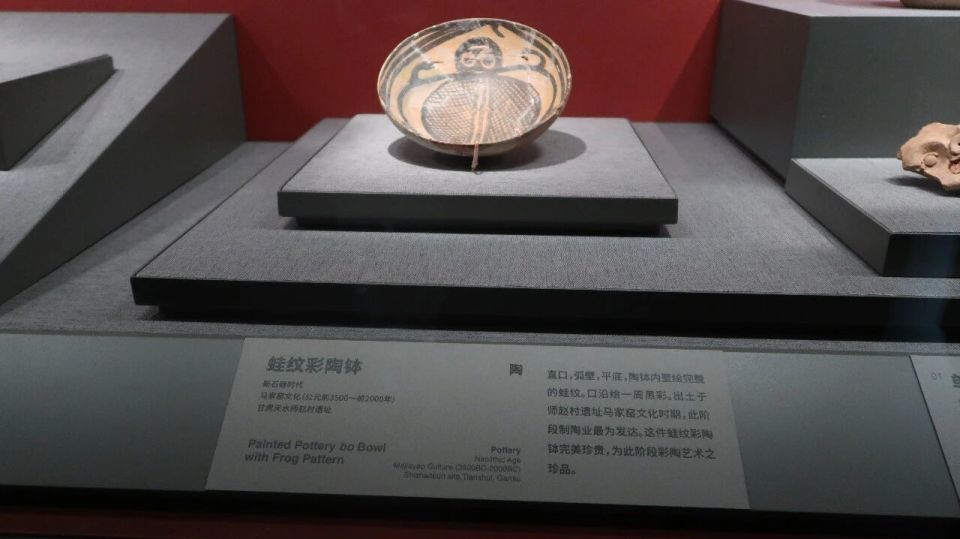 蛙纹彩陶钵
新石器时代
马家窑文化(公元前3500～前2000年)
甘肃天水师赵村遗址
Painted Pottery bo Bowl
with Frog Pattern
陶
Pottery
Neolithic Age
Majiayao Culture (3500BC-2000BC)
Shizhaocun site, Tianshui, Gansu
直口，弧壁，平底，陶钵内壁绘完整
的蛙纹。口沿绘一周黑彩。出土于
师赵村遗址马家窑文化时期，此阶
段制陶业最为发达。这件蛙纹彩陶
钵完美珍贵，为此阶段彩陶艺术之
珍品。
01